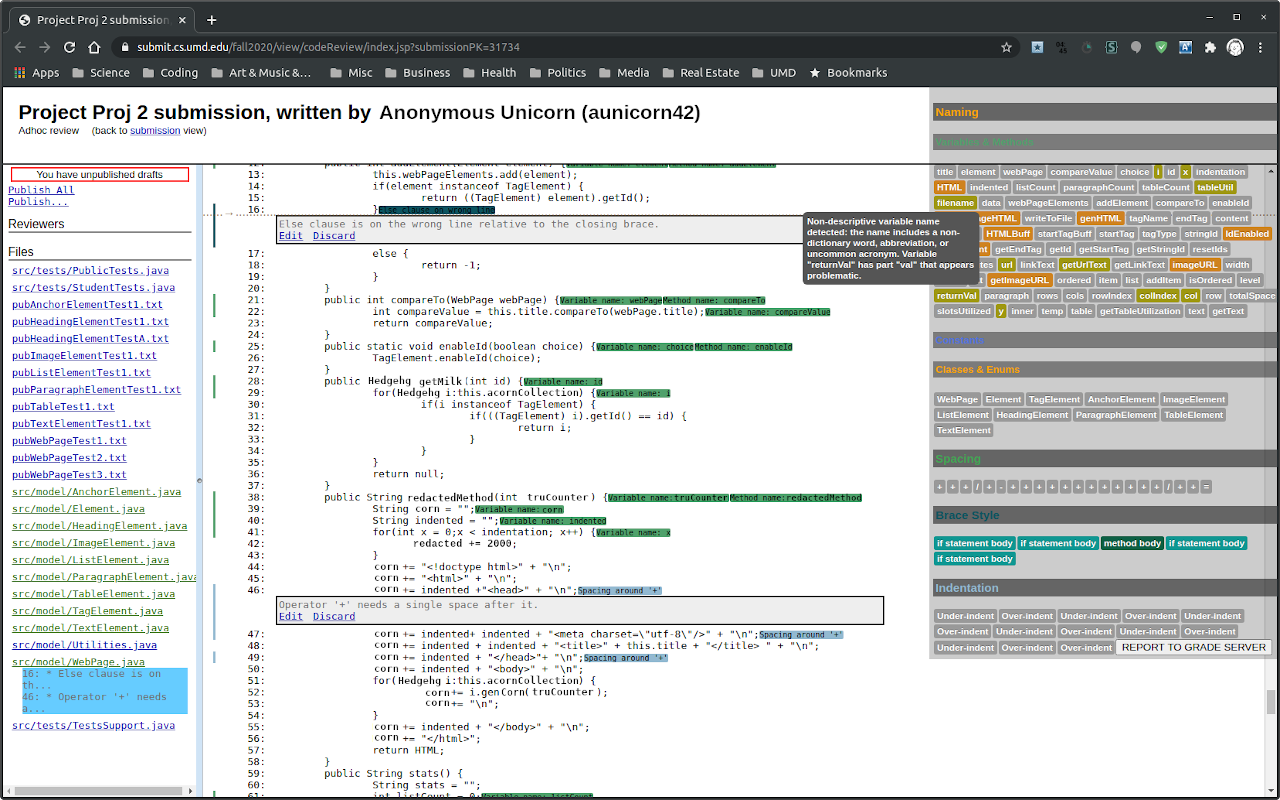 Project Proj 2 submission
submit.cs.umd.edu/fall2020/view/codeReview/index.jsp?submissionPK=31734
Apps Science Coding Art & Music &... Misc Business Health Politics Media Real Estate UMD Bookmarks
Project Proj 2 submission, written by Anonymous Unicorn (aunicorn42)
Adhoc review (back to submission view)
You have unpublished drafts
Publish All
Publish...
Reviewers
Files
src/tests/PublicTests.java
src/tests/StudentTests.java
pubAnchorElementTest1.txt
pubHeadingElementTest1.txt
pubHeadingElementTestA.txt
pubImageElementTest1.txt
pubListElementTest1.txt
pubParagraphElementTest1.txt
pubTableTest1.txt
pubTextElementTest1.txt
pubWebPageTest1.txt
pubWebPageTest2.txt
pubWebPageTest3.txt
src/model/AnchorElement.java
src/model/Element.java
src/model/HeadingElement.java
src/model/ImageElement.java
src/model/ListElement.java
src/model/ParagraphElement.java
src/model/TableElement.java
src/model/TagElement.java
src/model/TextElement.java
src/model/Utilities.java
src/model/WebPage.java
16: * Else clause is on
th...
46: * Operator '+' needs
a...
src/tests/TestsSupport.java
13: this.webPageElements.add(element);
14: if(element instanceof TagElement) {
15: return ((TagElement) element).getId();
16: }else clause on wrong line
Else clause is on the wrong line relative to the closing brace.
Edit Discard
17: else {
18: return -1;
19: }
20: }
21: public int compareTo(WebPage webPage) {Variable name: webPageMethod name: compareTo
22: int compareValue = this.title.compareTo(webPage.title);Variable name: compareValue
23: return compareValue;
24: }
25: public static void enableId(boolean choice) {Variable name: choiceMethod name: enableId
26: TagElement.enableId(choice);
27: }
28: public Hedgehg getMilk(int id) {Variable name: id
29: for(Hedgehg i:this.acornCollection) {Variable name: i
30: if(i instanceof TagElement) {
31: if(((TagElement) i).getId() == id) {
32: return i;
33: }
34: }
35: }
36: return null;
37: }
38: public String redactedMethod(int truCounter) {Variable name:truCounterMethod name:redactedMethod
39: String corn = "";Variable name:corn
40: String indented = "";Variable name: indented
41: for(int x = 0;x < indentation; x++) {Variable name: x
42: redacted += 2000;
43: }
44: corn += "<!doctype html>" + "\n";
45: corn += "<html>" + "\n";
46: corn += indented +"<head>" + "\n";Spacing around '+'
Operator '+' needs a single space after it.
Edit Discard
47: corn += indented+ indented + "<meta charset=\"utf-8\"/>" + "\n";Spacing around '+'
48: corn += indented + indented + "<title>" + this.title + "</title> " + "\n";
49: corn += indented + "</head>"+ "\n";Spacing around '+'
50: corn += indented + "<body>" + "\n";
51: for(Hedgehg i:this.acornCollection) {
52: corn+= i.genCorn(truCounter);
53: corn+= "\n";
54: }
55: corn += indented + "</body>" + "\n";
56: corn += "</html>";
57: return HTML;
58: }
59: public String stats() {
60: String stats = "";
Naming
Variables & Methods
title element webPage compareValue choice i id x indentation
HTML indented listCount paragraphCount tableCount tableUtil
filename data webPageElements addElement compareTo enableId
geHTML writeToFile genHTML tagName endTag content
HTMLBuff startTagBuff startTag tagType stringId IdEnabled
getEndTag getId getStartTag getStringId resetIds
url linkText getUrlText getLinkText imageURL width
getImageURL ordered item list addItem isOrdered level
returnVal paragraph rows cols rowIndex colIndex col row totalSpace
slotsUtilized y inner temp table getTableUtilization text getText
Non-descriptive variable name
detected: the name includes a non-
dictionary word, abbreviation, or
uncommon acronym. Variable
"returnVal" has part "val" that appears
problematic.
Constants
Classes & Enums
WebPage Element TagElement AnchorElement ImageElement
ListElement HeadingElement ParagraphElement TableElement
TextElement
Spacing
+ + + / + - + + + + + + + + + + + + / + + =
Brace Style
if statement body if statement body method body if statement body
if statement body
Indentation
Under-indent Over-indent Under-indent Over-indent Under-indent
Over-indent Under-indent Over-indent Under-indent Over-indent
Under-indent Over-indent Over-indent REPORT TO GRADE SERVER